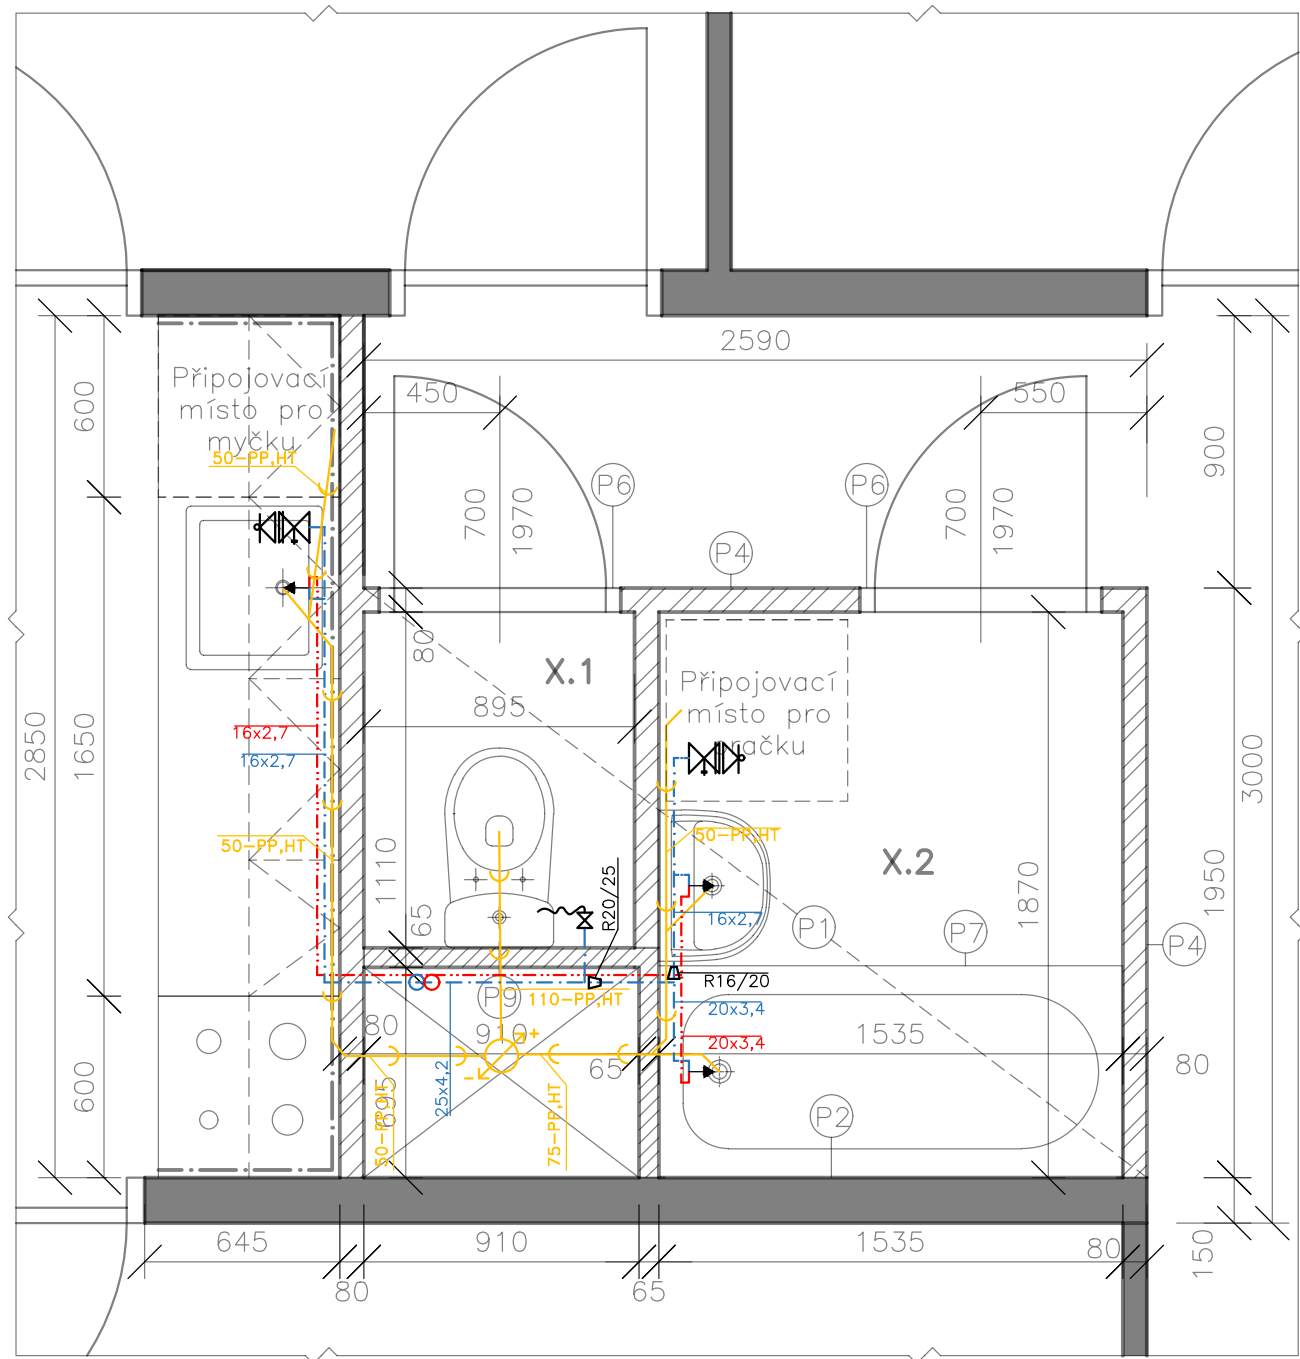 2590
450
550
Připojovací
místo pro
myčku
50-PP,HT
600
900
700
1970
P6
P6
700
1970
P4
80
X.1
Připojovací
místo pro
pračku
895
16x2,7
16x2,7
2850
1650
3000
50-PP,HT
50-PP,HT
X.2
1110
65
R20/25
16x2,7
P1
P7
1870
1950
P4
R16/20
P9
110-PP,HT
20x3,4
20x3,4
80
910
+
-
65
1535
80
600
25x4,2
695
50-PP,HT
75-PP,HT
P2
645
910
1535
80
150
80
65